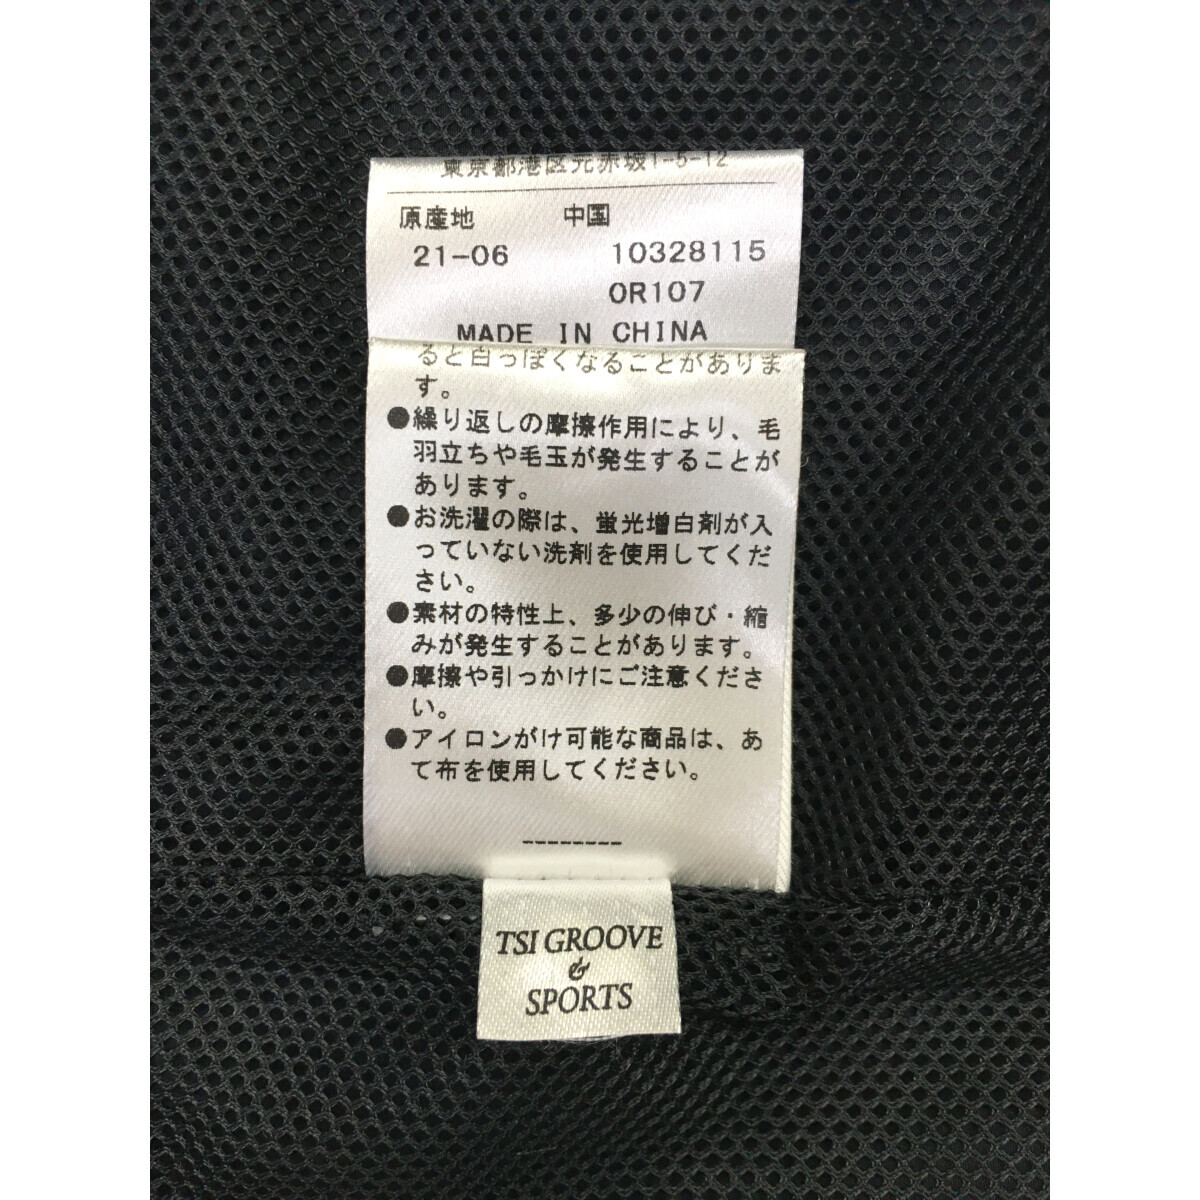 東京都港区元赤坂1-5-12
原産地 中国
21-06 10328115
0R107
MADE IN CHINA
ると白っぽくなることがありま
す。
●繰り返しの摩擦作用により、毛
羽立ちや毛玉が発生することが
あります。
●お洗濯の際は、蛍光増白剤が入
っていない洗剤を使用してくだ
さい。
●素材の特性上、多少の伸び・縮
みが発生することがあります。
●摩擦や引っかけにご注意くださ
い。
●アイロンがけ可能な商品は、あ
て布を使用してください。
--------
TSI GROOVE
&
SPORTS